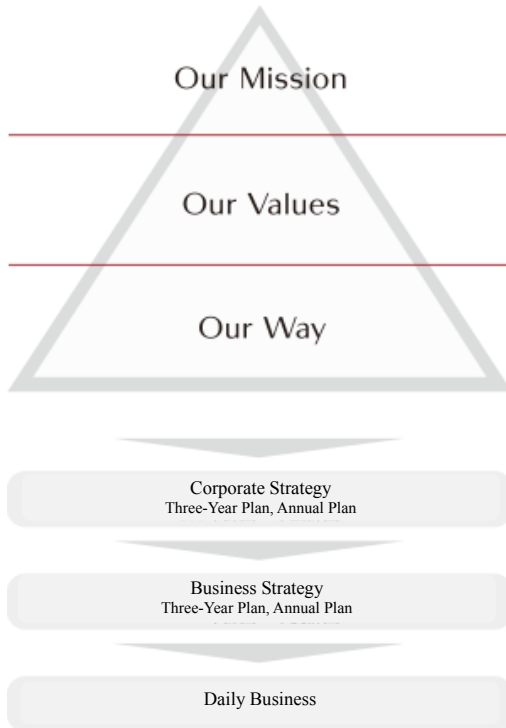 Our Mission
Our Values
Our Way
Corporate Strategy
Three-Year Plan, Annual Plan
Business Strategy
Three-Year Plan, Annual Plan
Daily Business